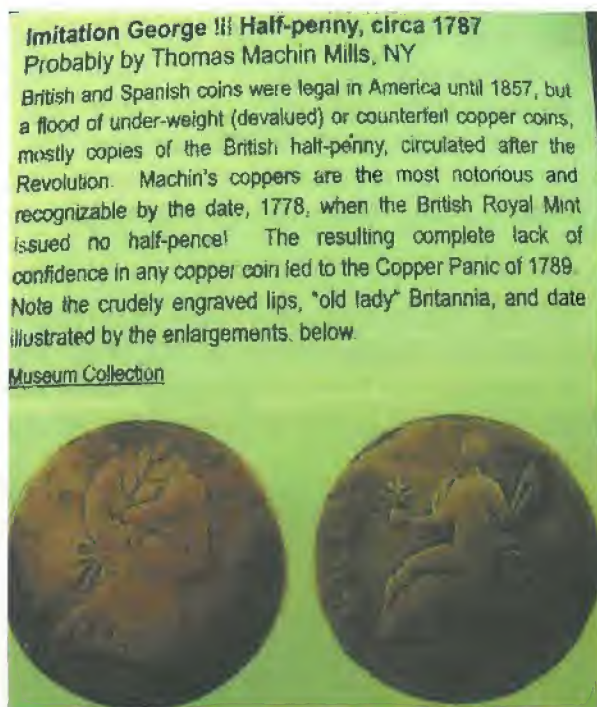 Imitation George III Half-penny, circa 1787
Probably by Thomas Machin Mills, NY
British and Spanish coins were legal in America until 1857, but
a flood of under-weight (devalued) or counterfeit copper coins,
mostly copies of the British half-penny, circulated after the
Revolution. Machin's coppers are the most notorious and
recognizable by the date, 1778, when the British Royal Mint
issued no half-pence! The resulting complete lack of
confidence in any copper coin led to the Copper Panic of 1789.
Note the crudely engraved lips, "old lady" Britannia, and date
illustrated by the enlargements, below.
Museum Collection